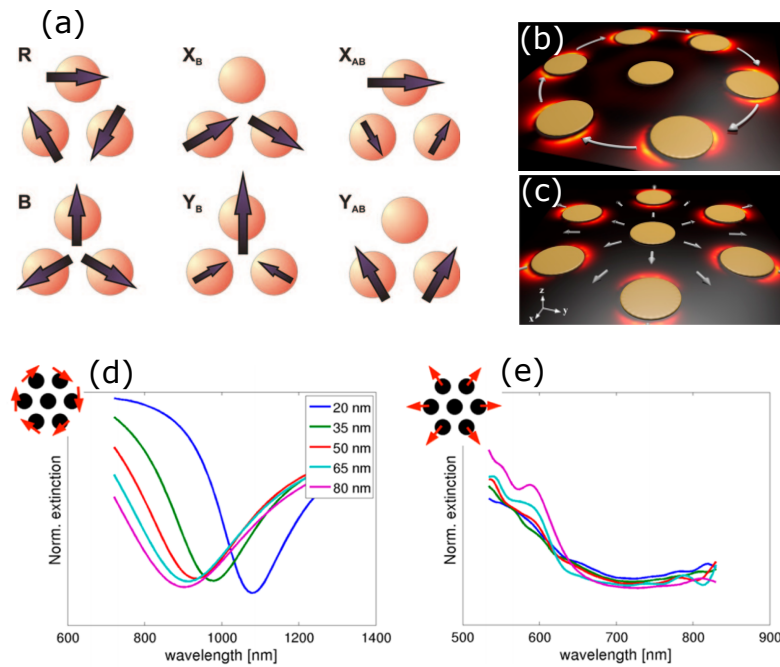 (a)
R
X_B
X_AB
B
Y_B
Y_AB
(b)
(c)
z
x
y
(d)
20 nm
35 nm
50 nm
65 nm
80 nm
Norm. extinction
600 800 1000 1200 1400
wavelength [nm]
(e)
Norm. extinction
500 600 700 800 900
wavelength [nm]